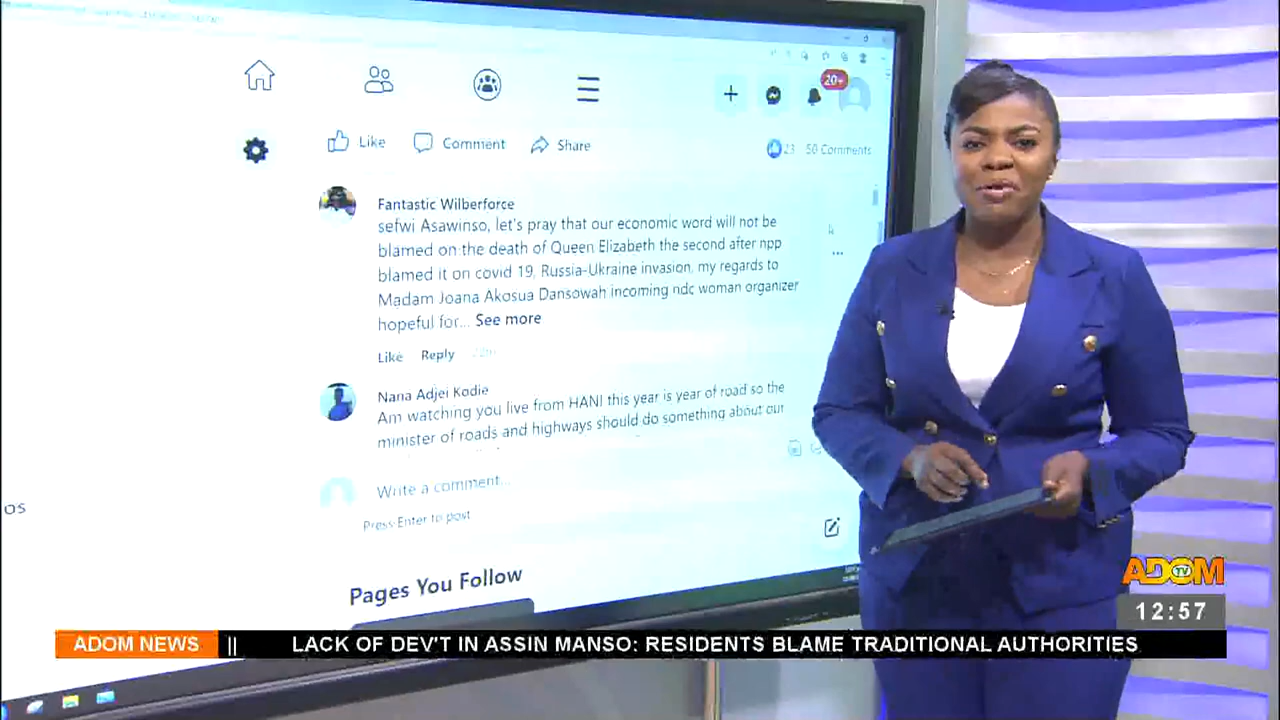 20+
Like Comment Share
23 50 Comments
Fantastic Wilberforce
sefwi Asawinso, let's pray that our economic word will not be
blamed on the death of Queen Elizabeth the second after npp
blamed it on covid 19, Russia-Ukraine invasion, my regards to
Madam Joana Akosua Dansowah incoming ndc woman organizer
hopeful for... See more
Like Reply
Nana Adjei Kodie
Am watching you live from HANI this year is year of road so the
minister of roads and highways should do something about our
Write a comment...
Press Enter to post
os
Pages You Follow
ADOM TV
12:57
ADOM NEWS || LACK OF DEV'T IN ASSIN MANSO: RESIDENTS BLAME TRADITIONAL AUTHORITIES